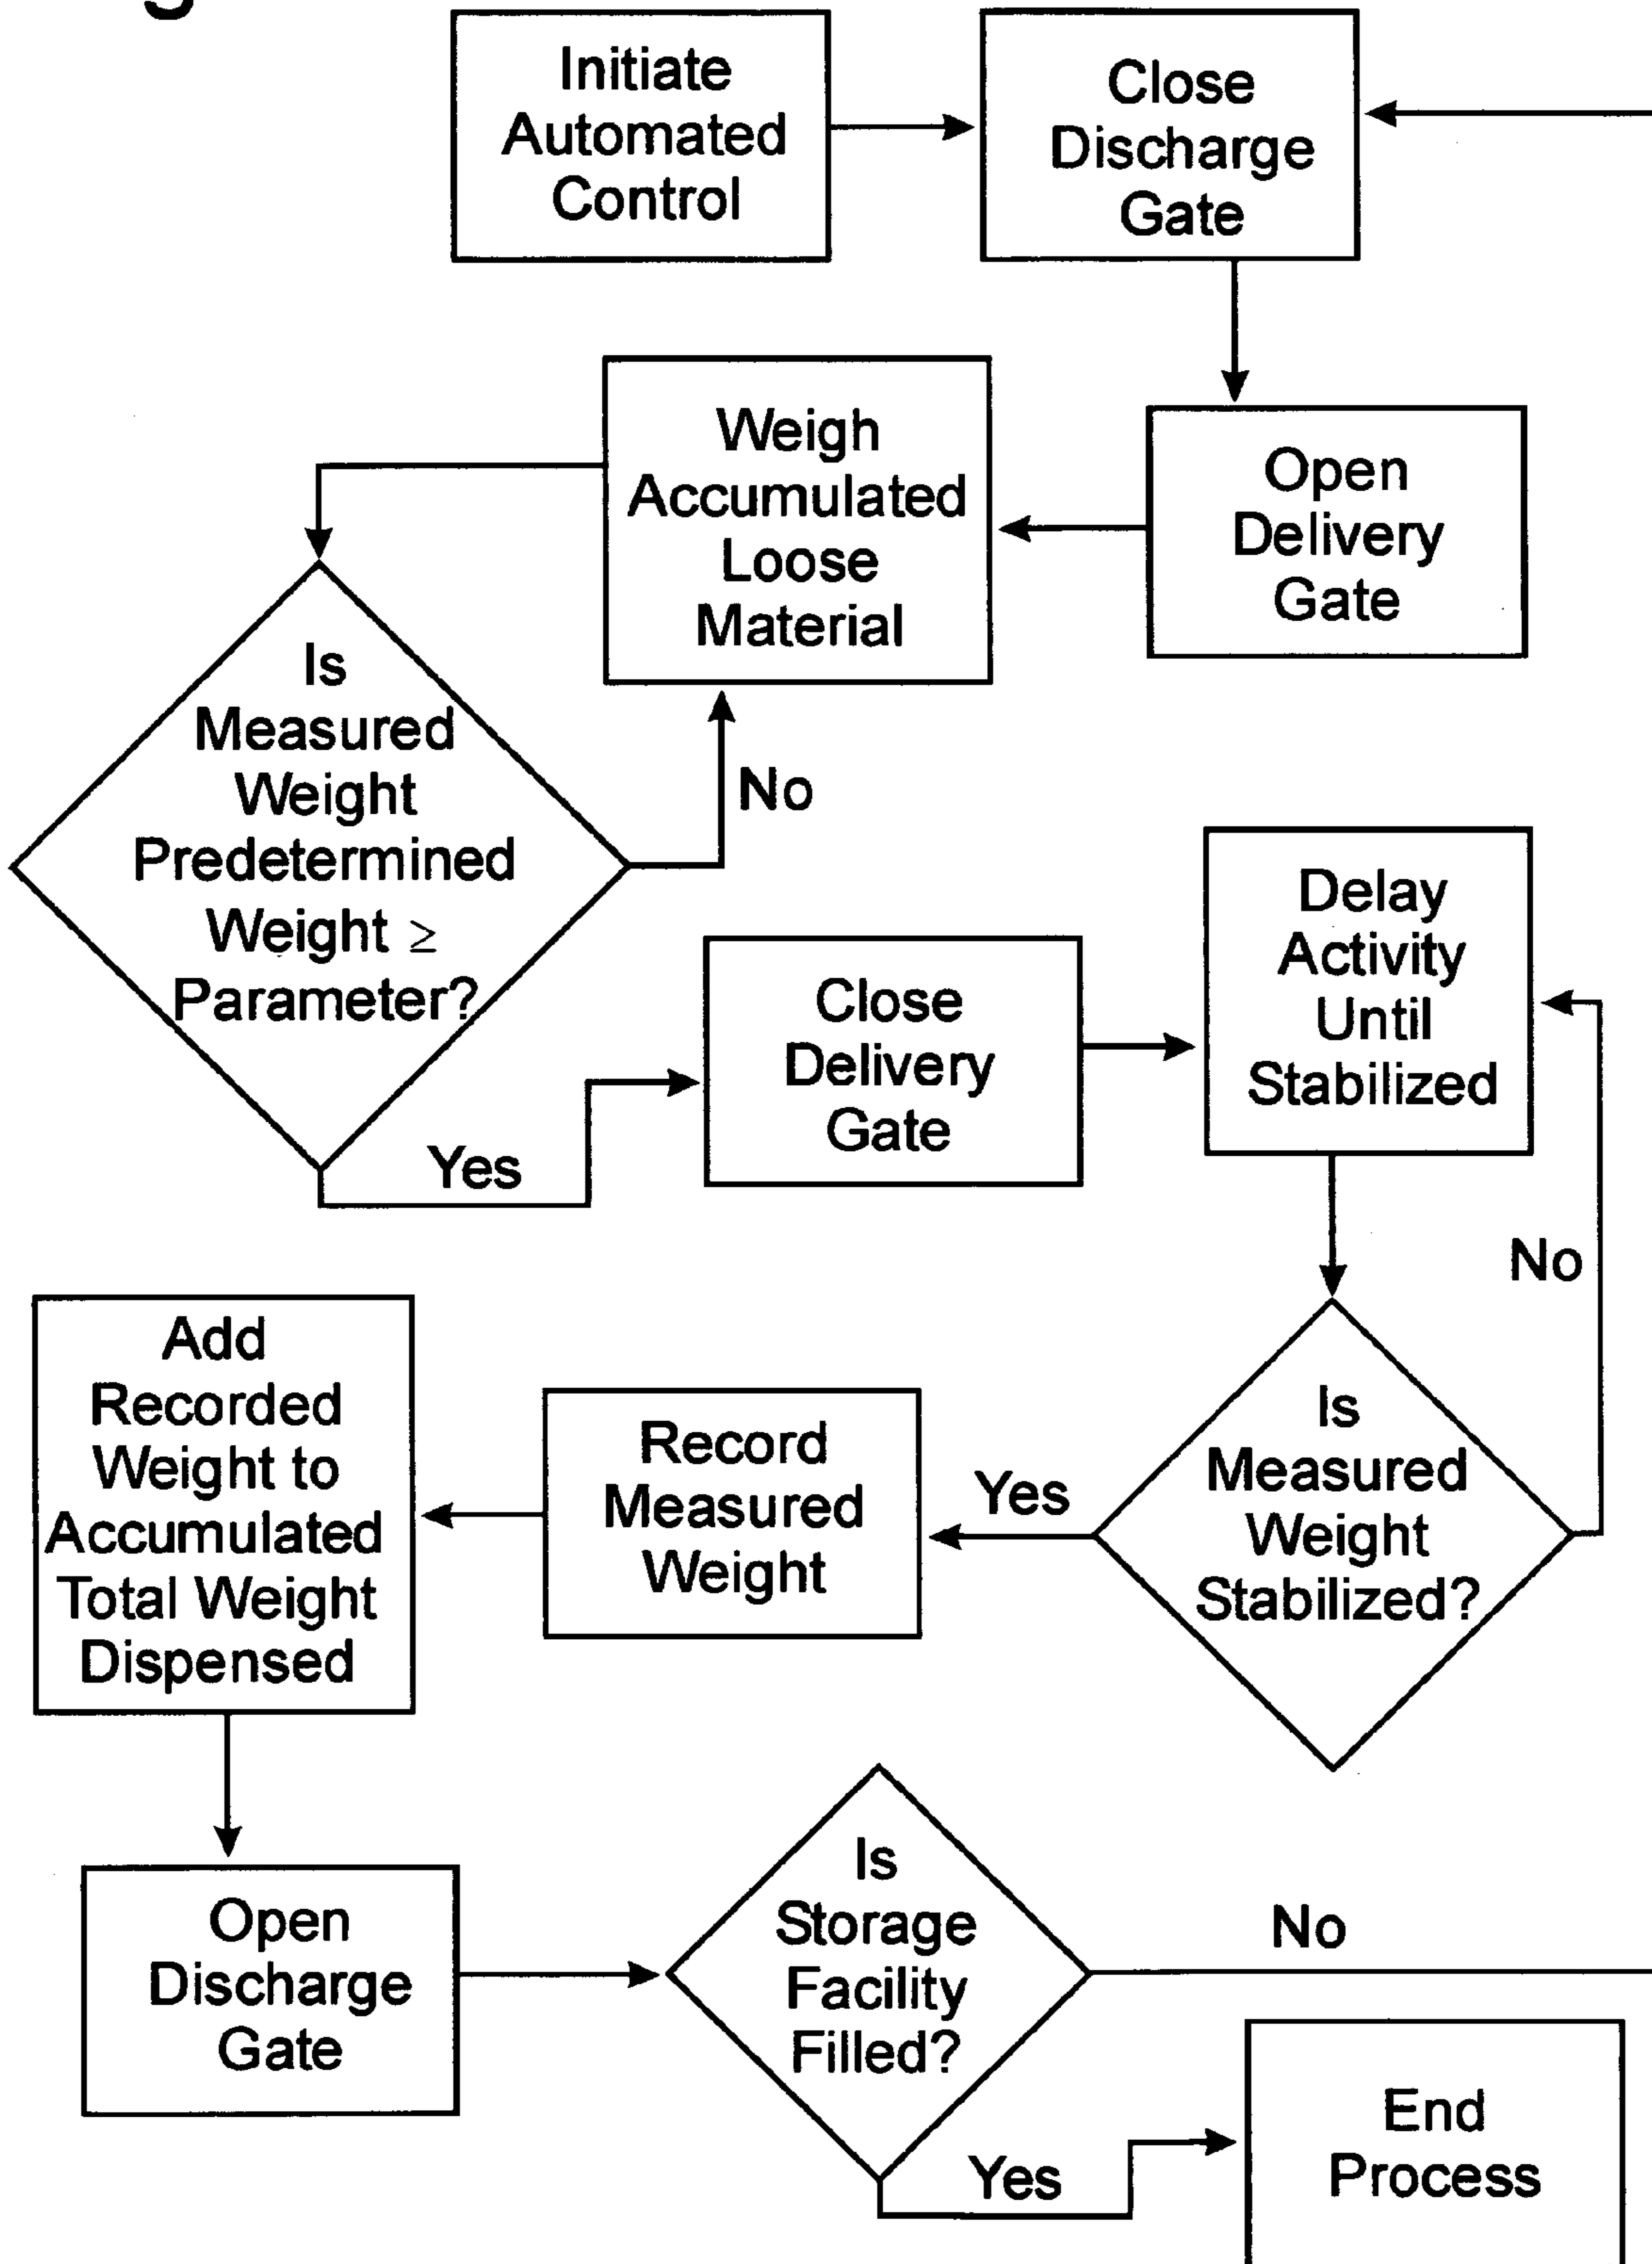 Initiate
Automated
Control
Close
Discharge
Gate
Open
Delivery
Gate
Weigh
Accumulated
Loose
Material
Is
Measured
Weight
Predetermined
Weight ≥
Parameter?
No
Yes
Close
Delivery
Gate
Delay
Activity
Until
Stabilized
No
Is
Measured
Weight
Stabilized?
Yes
Record
Measured
Weight
Add
Recorded
Weight to
Accumulated
Total Weight
Dispensed
Open
Discharge
Gate
Is
Storage
Facility
Filled?
No
Yes
End
Process